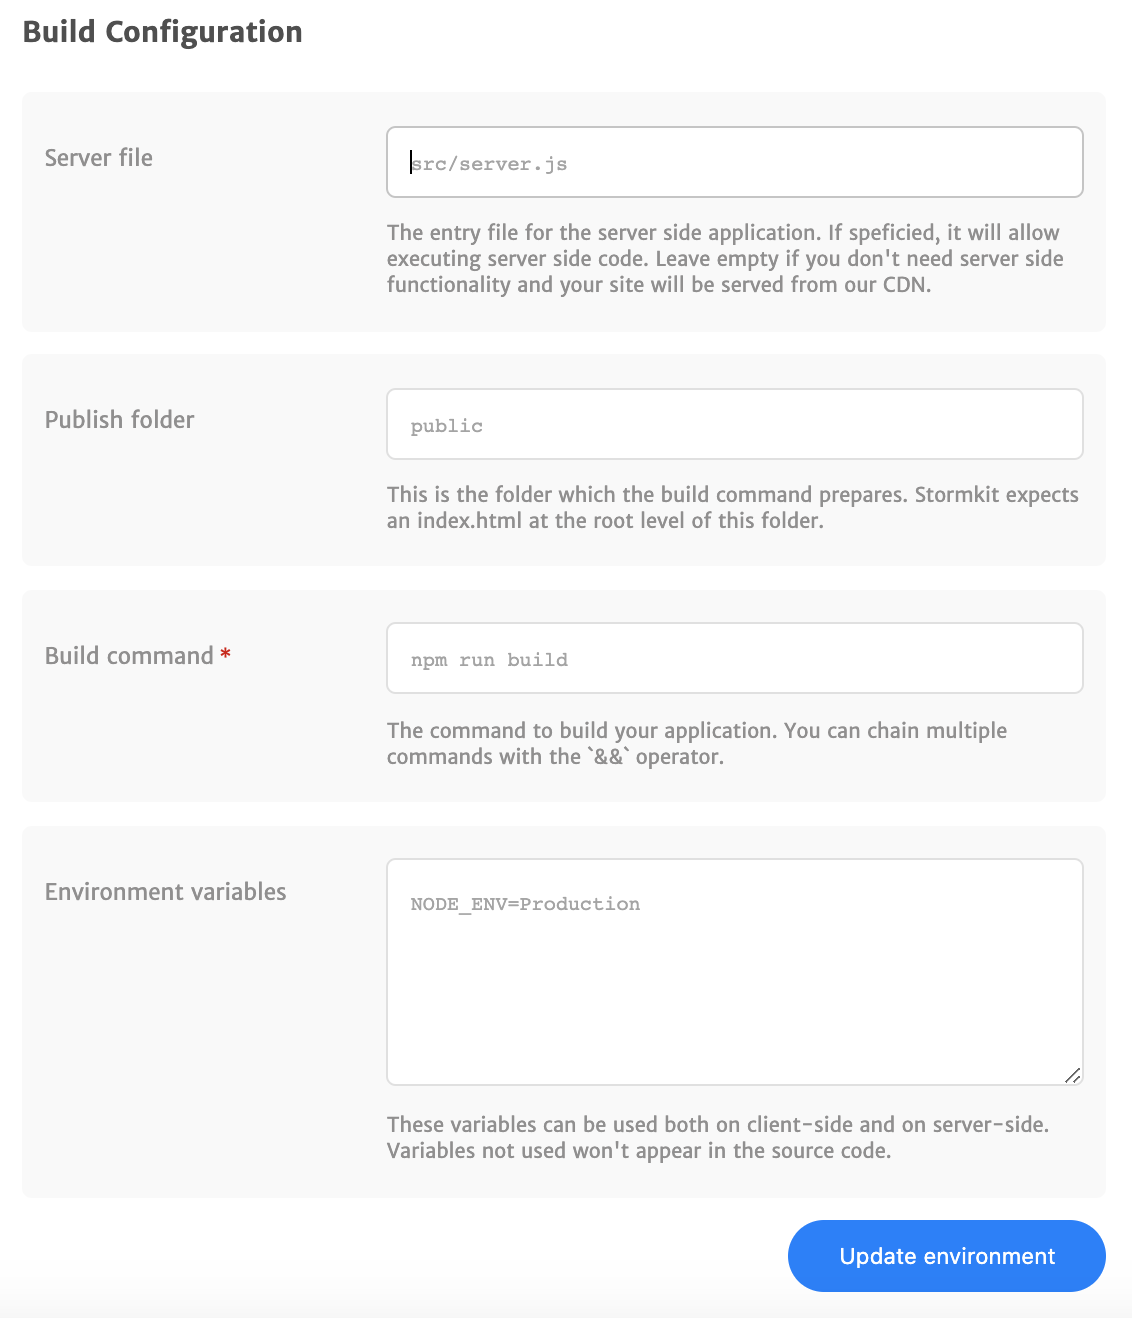 Build Configuration
Server file
src/server.js
The entry file for the server side application. If speficied, it will allow
executing server side code. Leave empty if you don't need server side
functionality and your site will be served from our CDN.
Publish folder
public
This is the folder which the build command prepares. Stormkit expects
an index.html at the root level of this folder.
Build command *
npm run build
The command to build your application. You can chain multiple
commands with the `&&` operator.
Environment variables
NODE_ENV=Production
These variables can be used both on client-side and on server-side.
Variables not used won't appear in the source code.
Update environment